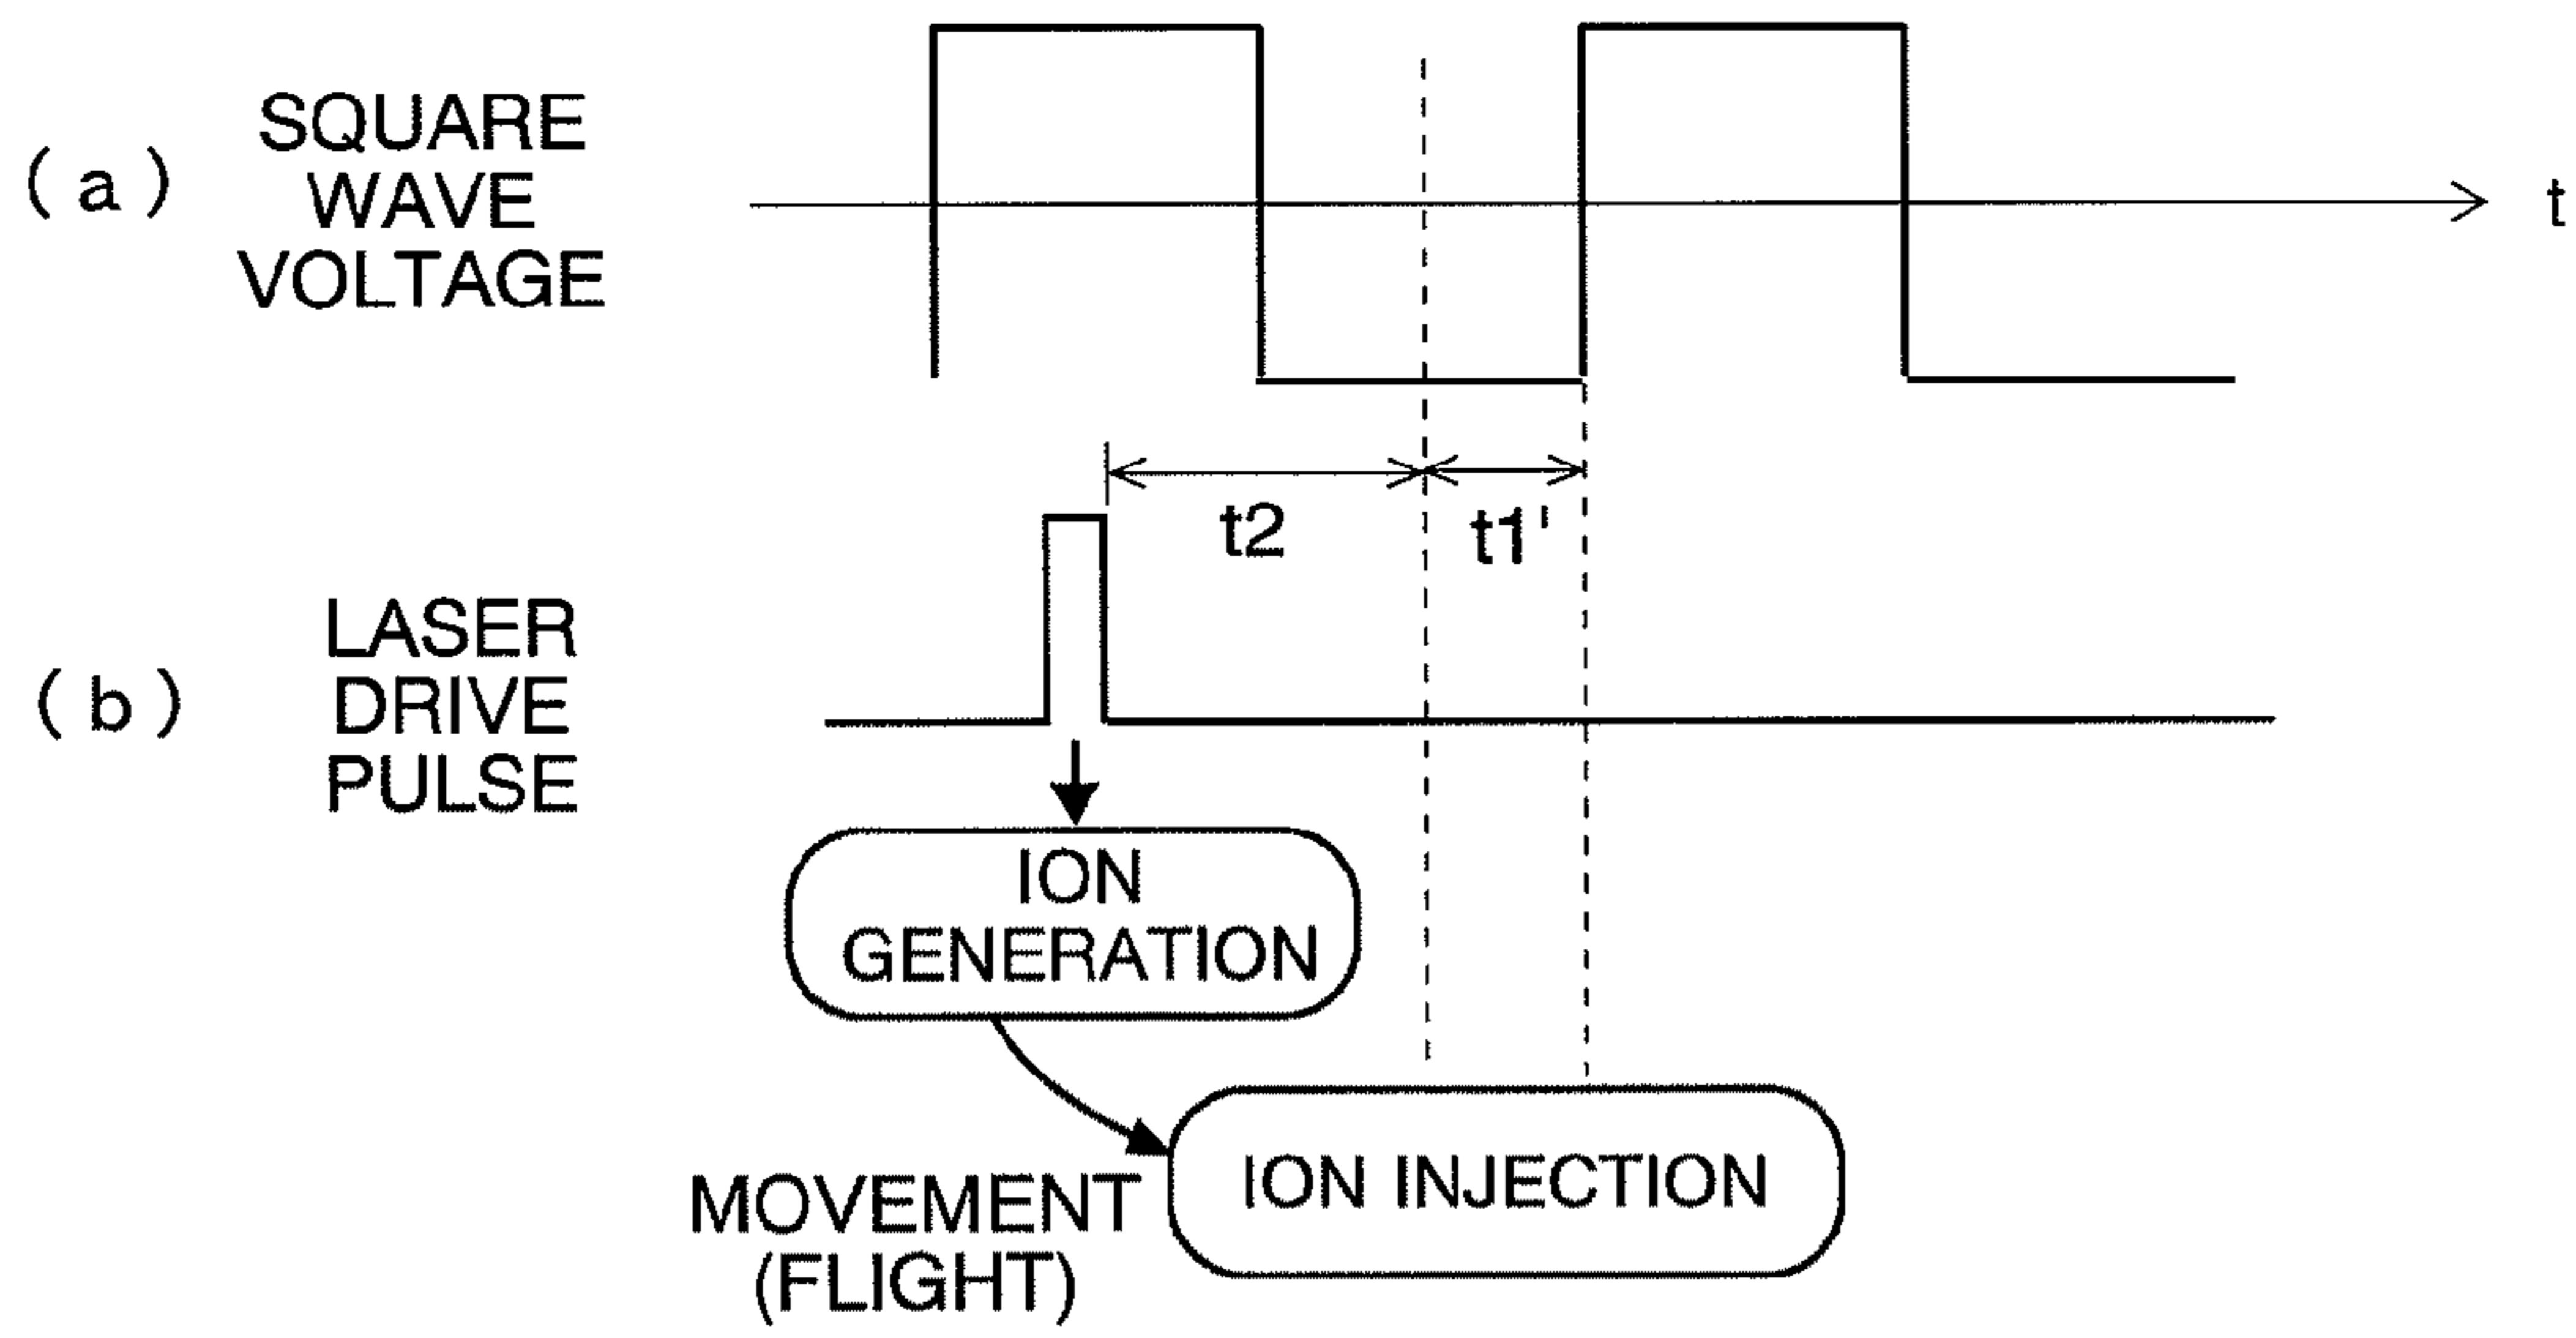 (a)
SQUARE
WAVE
VOLTAGE
t
t2
t1'
(b)
LASER
DRIVE
PULSE
ION
GENERATION
MOVEMENT
(FLIGHT)
ION INJECTION